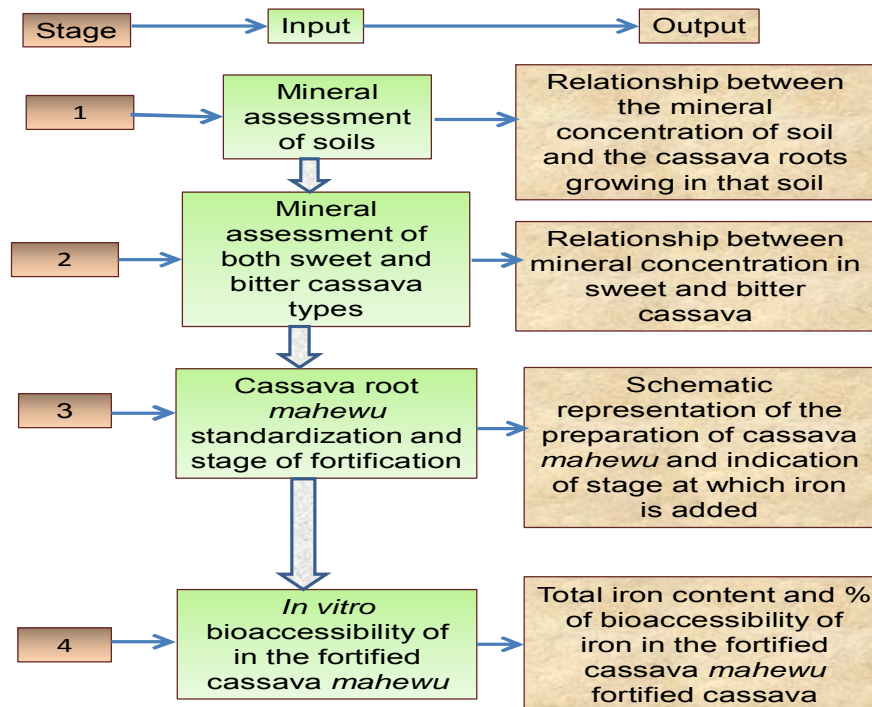 Stage
Input
Output
1
Mineral
assessment
of soils
Relationship between
the mineral
concentration of soil
and the cassava roots
growing in that soil
2
Mineral
assessment of
both sweet and
bitter cassava
types
Relationship between
mineral concentration in
sweet and bitter
cassava
3
Cassava root
mahewu
standardization and
stage of fortification
Schematic
representation of the
preparation of cassava
mahewu and indication
of stage at which iron
is added
4
In vitro
bioaccessibility of
in the fortified
cassava mahewu
Total iron content and %
of bioaccessibility of
iron in the fortified
cassava mahewu
fortified cassava